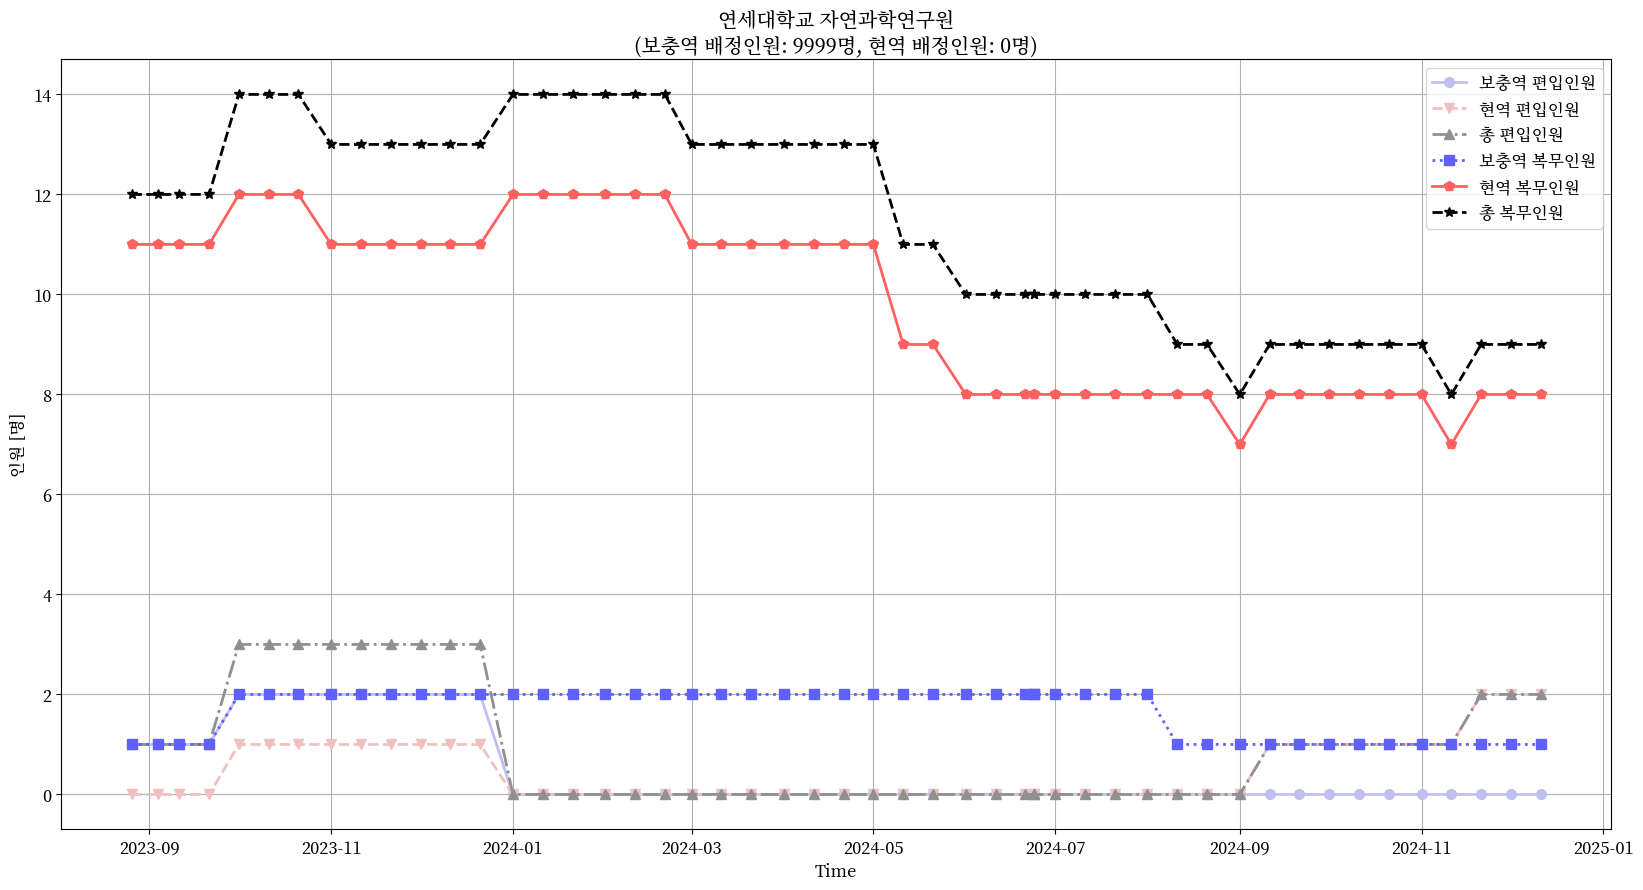 연세대학교 자연과학연구원
(보충역 배정인원: 9999명, 현역 배정인원: 0명)
보충역 편입인원
현역 편입인원
총 편입인원
보충역 복무인원
현역 복무인원
총 복무인원
인원 [명]
14
12
10
8
6
4
2
0
2023-09
2023-11
2024-01
2024-03
2024-05
2024-07
2024-09
2024-11
2025-01
Time